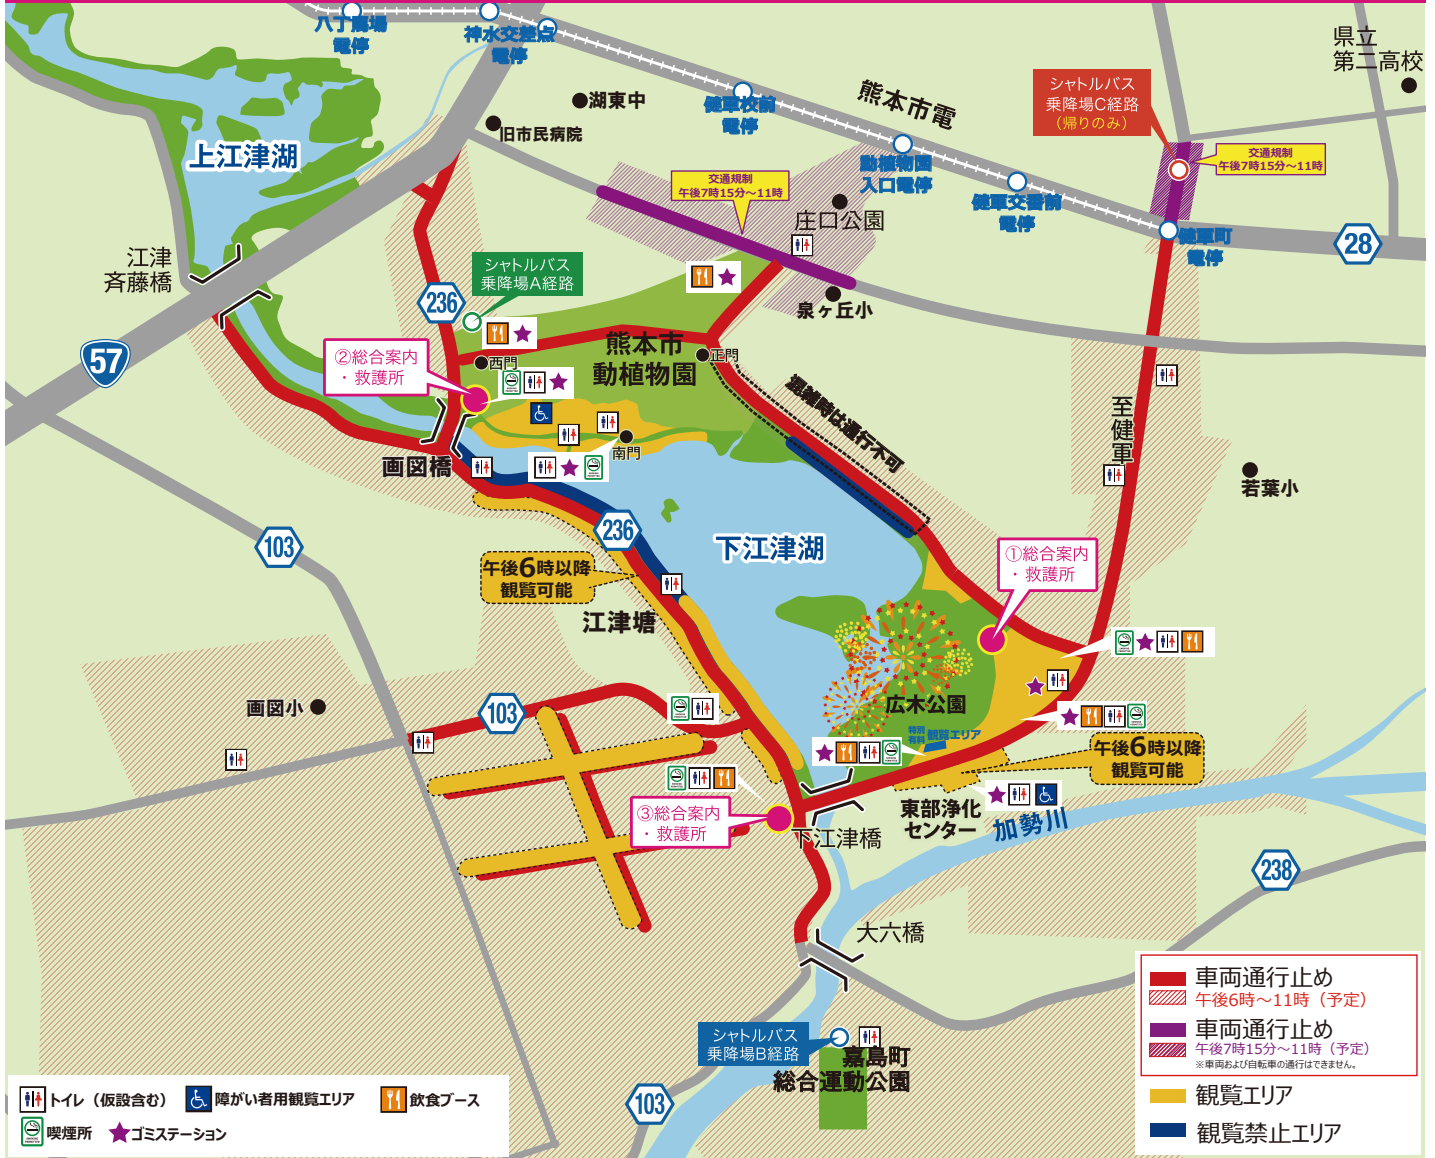 八丁馬場
電停
神水交差点
電停
県立
第二高校
湖東中
旧市民病院
健軍校前
電停
熊本市電
シャトルバス
乗降場C経路
(帰りのみ)
交通規制
午後7時15分～11時
上江津湖
交通規制
午後7時15分～11時
動植物園
入口電停
健軍交番前
電停
庄口公園
健軍町
電停
28
江津
斉藤橋
シャトルバス
乗降場A経路
236
泉ヶ丘小
57
②総合案内
・救護所
西門
熊本市
動植物園
正門
混雑時は通行不可
至健軍
南門
画図橋
若葉小
103
236
下江津湖
①総合案内
・救護所
午後6時以降
観覧可能
江津塘
画図小
103
広木公園
特別
有料
観覧エリア
午後6時以降
観覧可能
③総合案内
・救護所
下江津橋
東部浄化
センター
加勢川
238
大六橋
シャトルバス
乗降場B経路
嘉島町
総合運動公園
103
車両通行止め
午後6時～11時（予定）
車両通行止め
午後7時15分～11時（予定）
※車両および自転車の通行はできません。
観覧エリア
観覧禁止エリア
トイレ（仮設含む）
障がい者用観覧エリア
飲食ブース
喫煙所
ゴミステーション